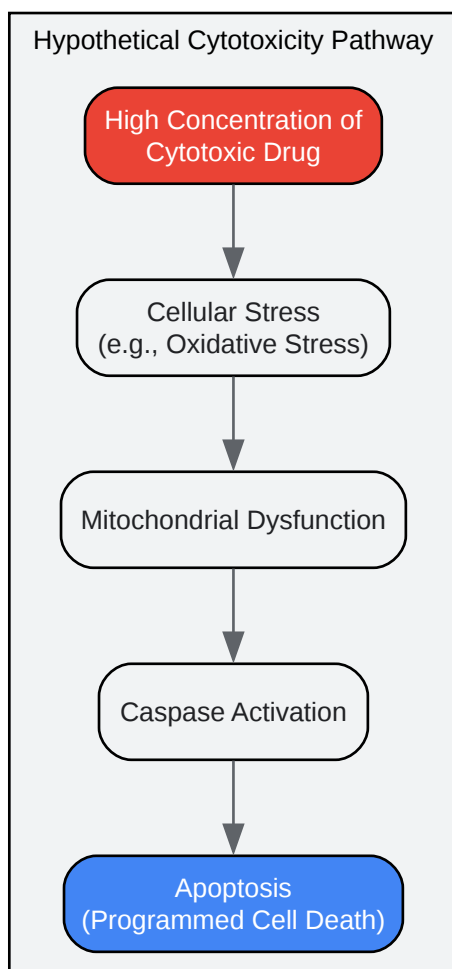 Hypothetical Cytotoxicity Pathway
High Concentration of
Cytotoxic Drug
Cellular Stress
(e.g., Oxidative Stress)
Mitochondrial Dysfunction
Caspase Activation
Apoptosis
(Programmed Cell Death)